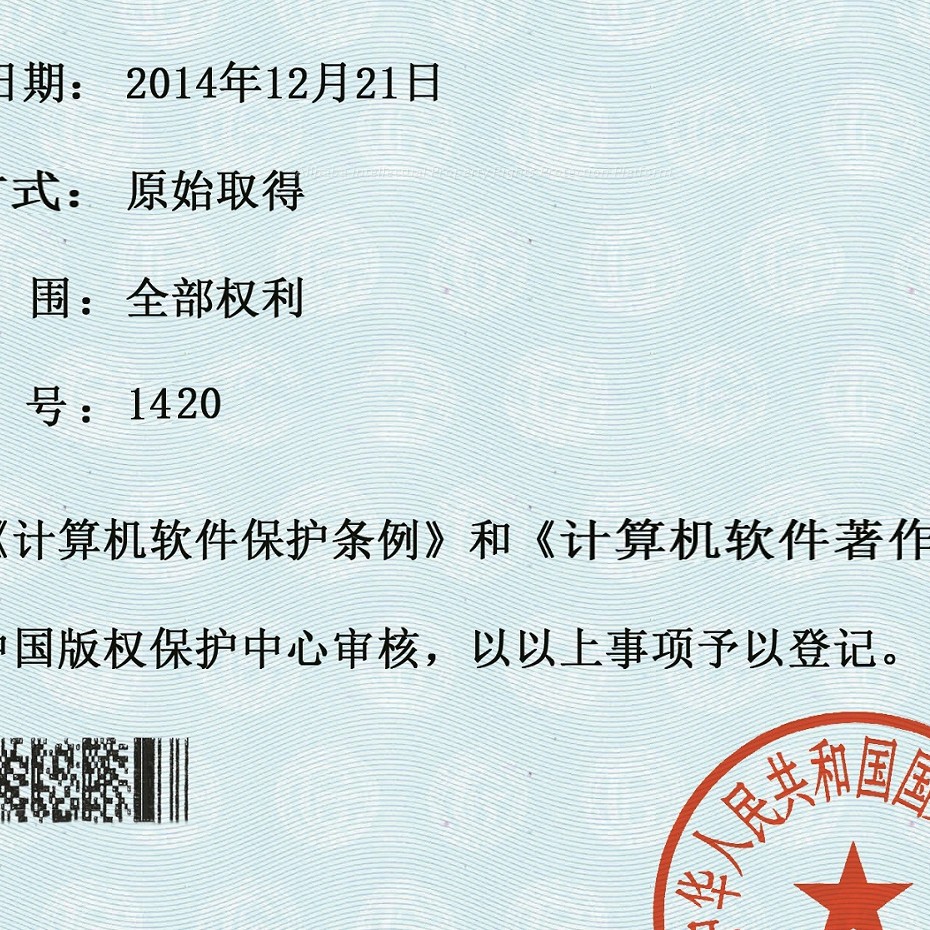 日期：2014年12月21日
式：原始取得
围：全部权利
号：1420
《计算机软件保护条例》和《计算机软件著作
中国版权保护中心审核，以以上事项予以登记。
华人民共和国国